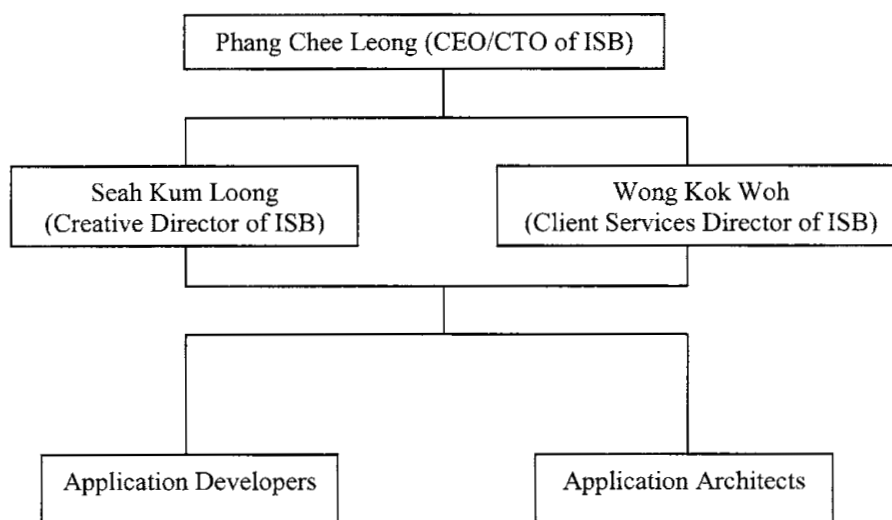 Phang Chee Leong (CEO/CTO of ISB)
Seah Kum Loong
(Creative Director of ISB)
Wong Kok Woh
(Client Services Director of ISB)
Application Developers
Application Architects